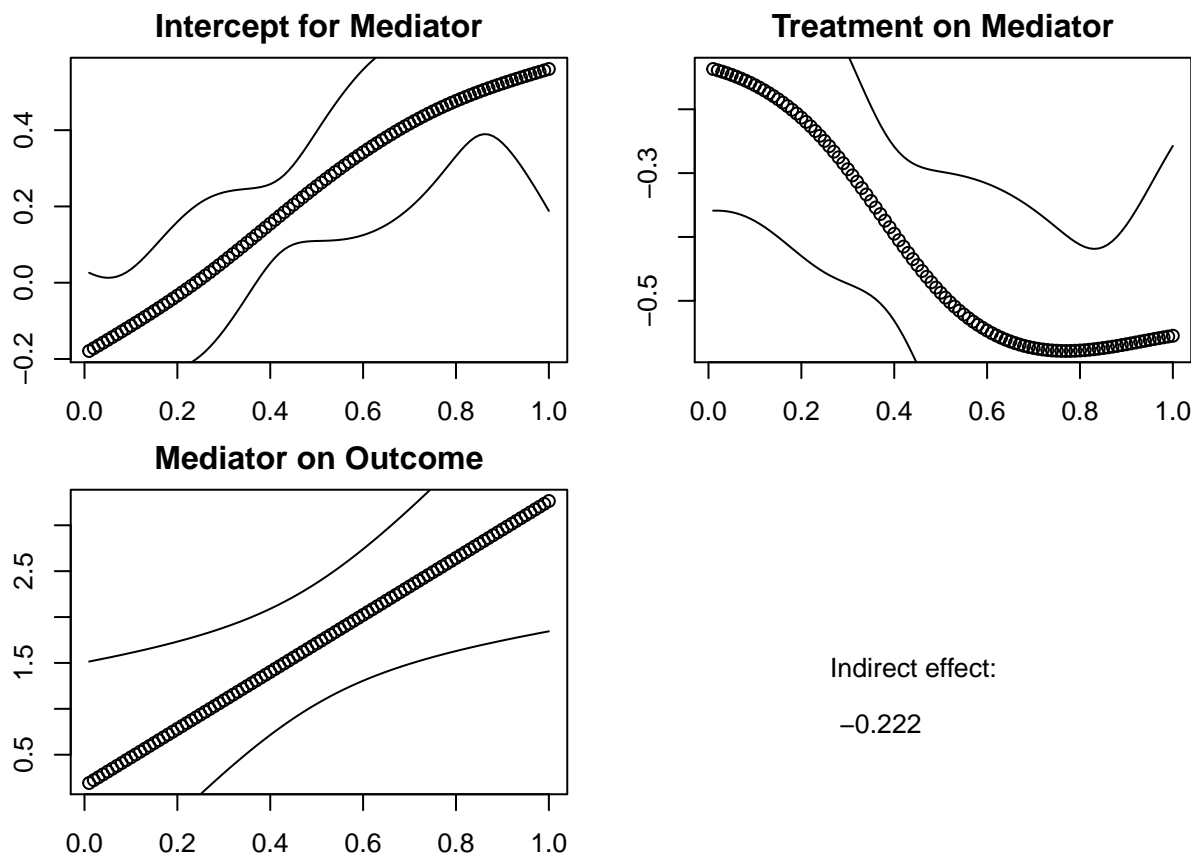 Intercept for Mediator
−0.2 0.0 0.2 0.4
0.0 0.2 0.4 0.6 0.8 1.0
Treatment on Mediator
−0.5 −0.3
0.0 0.2 0.4 0.6 0.8 1.0
Mediator on Outcome
0.5 1.5 2.5
0.0 0.2 0.4 0.6 0.8 1.0
Indirect effect:
−0.222